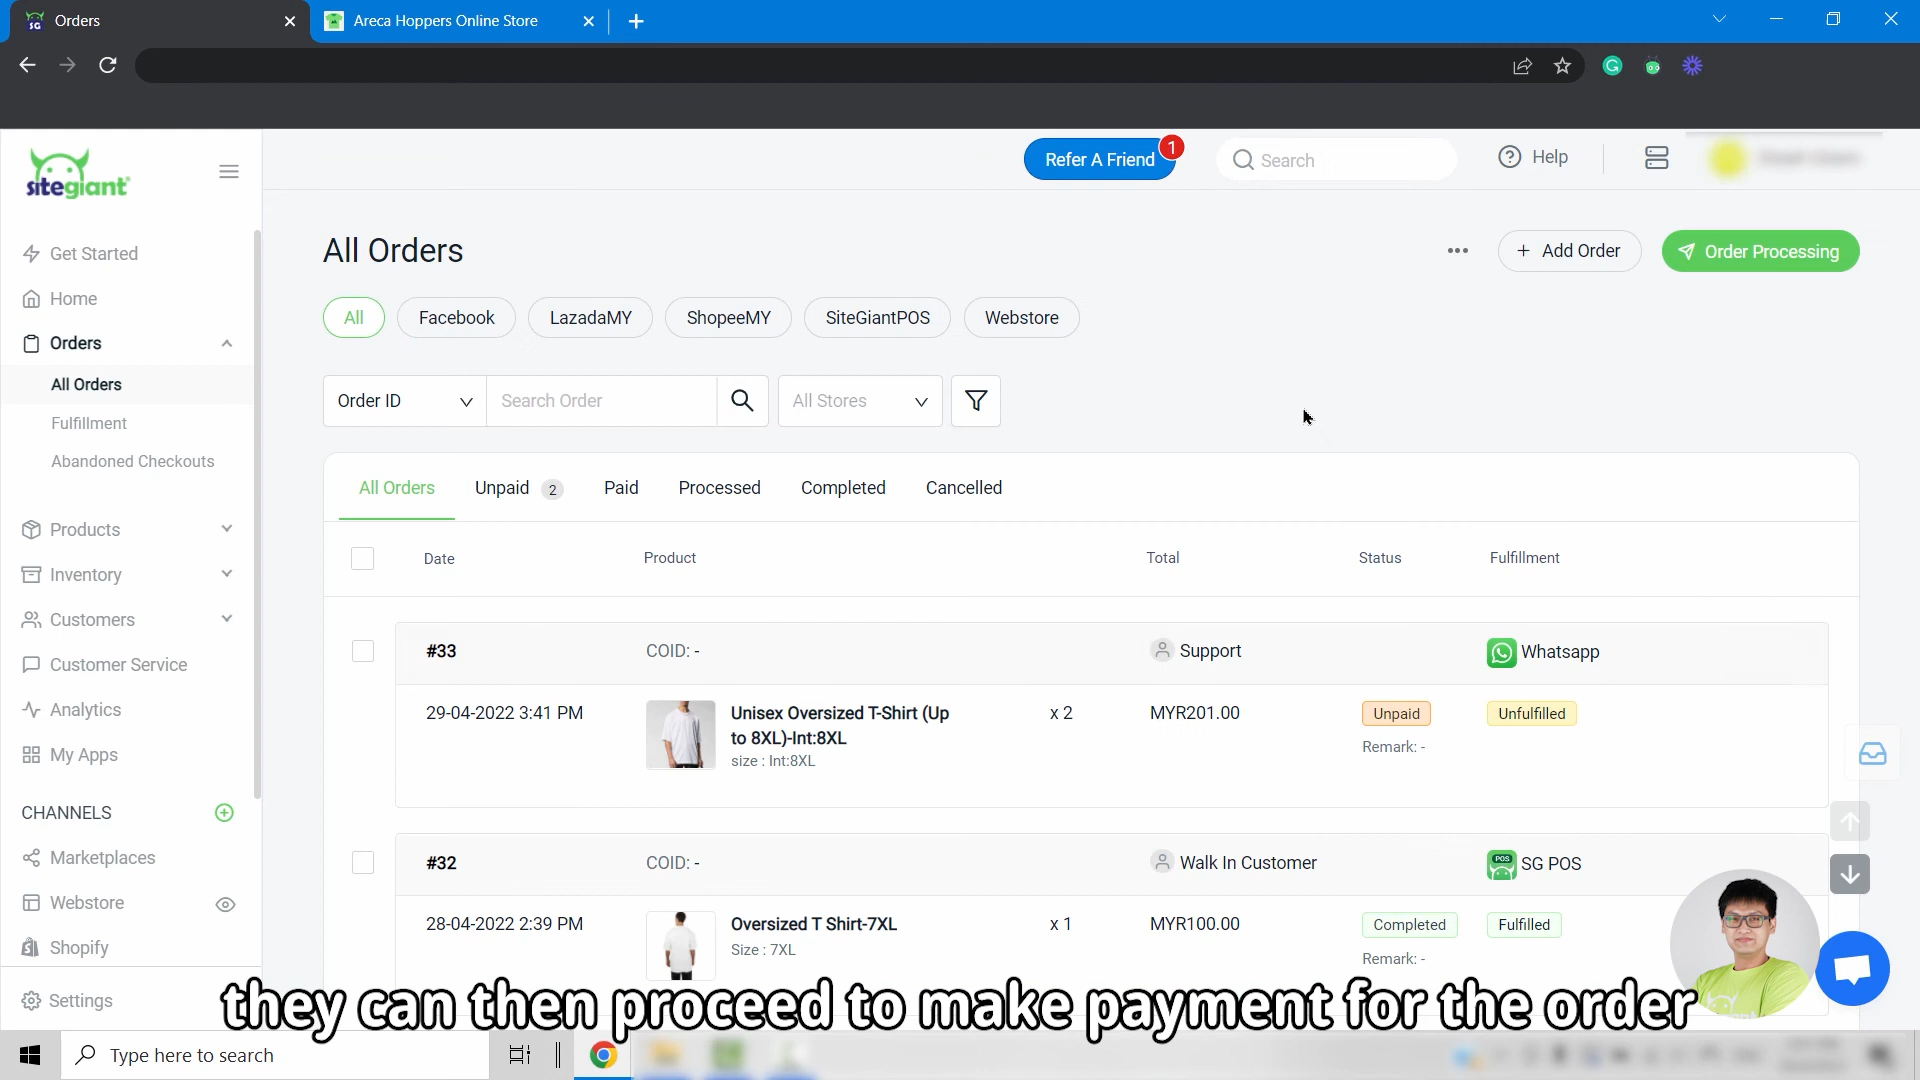 Orders
Areca Hoppers Online Store
sitegiant
Refer A Friend
1
Search
Help
Get Started
Home
Orders
All Orders
Fulfillment
Abandoned Checkouts
Products
Inventory
Customers
Customer Service
Analytics
My Apps
CHANNELS
Marketplaces
Webstore
Shopify
Settings
All Orders
Add Order
Order Processing
All
Facebook
LazadaMY
ShopeeMY
SiteGiantPOS
Webstore
Order ID
Search Order
All Stores
All Orders
Unpaid 2
Paid
Processed
Completed
Cancelled
Date
Product
Total
Status
Fulfillment
#33
COID: -
Support
Whatsapp
29-04-2022 3:41 PM
Unisex Oversized T-Shirt (Up
to 8XL)-Int:8XL
size : Int:8XL
x 2
MYR201.00
Unpaid
Remark: -
Unfulfilled
#32
COID: -
Walk In Customer
POS
SG POS
28-04-2022 2:39 PM
Oversized T Shirt-7XL
Size : 7XL
x 1
MYR100.00
Completed
Remark: -
Fulfilled
they can then proceed to make payment for the order
Type here to search